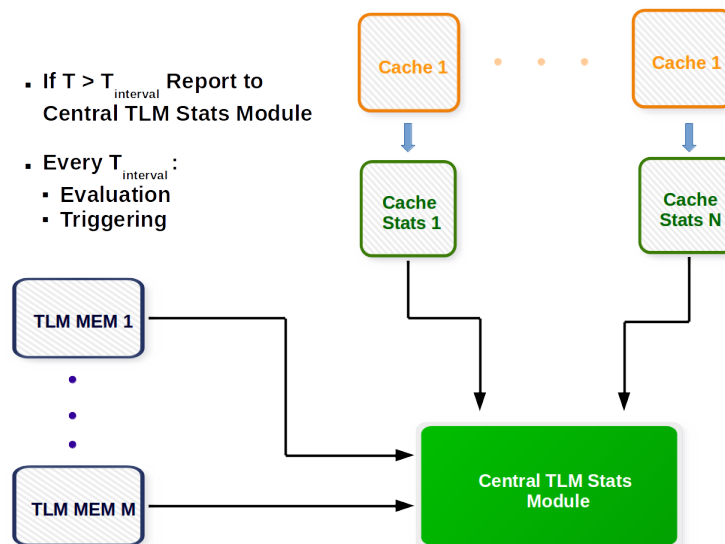 ▪ If T > Tinterval Report to
Central TLM Stats Module
▪ Every Tinterval :
▪ Evaluation
▪ Triggering
Cache 1
Cache 1
Cache
Stats 1
Cache
Stats N
TLM MEM 1
TLM MEM M
Central TLM Stats
Module